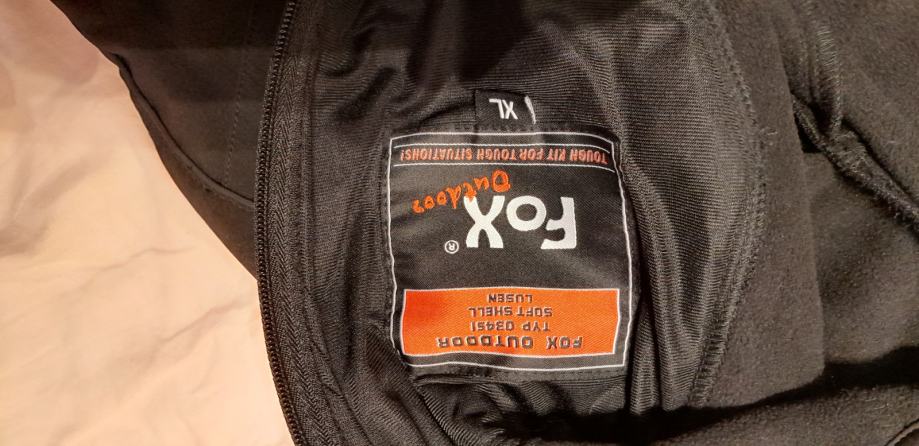 XL
TOUGH KIT FOR TOUGH SITUATIONS!
FOX ®
Outdoor
FOX OUTDOOR
TYP 03451
SOFT SHELL
LUSEN